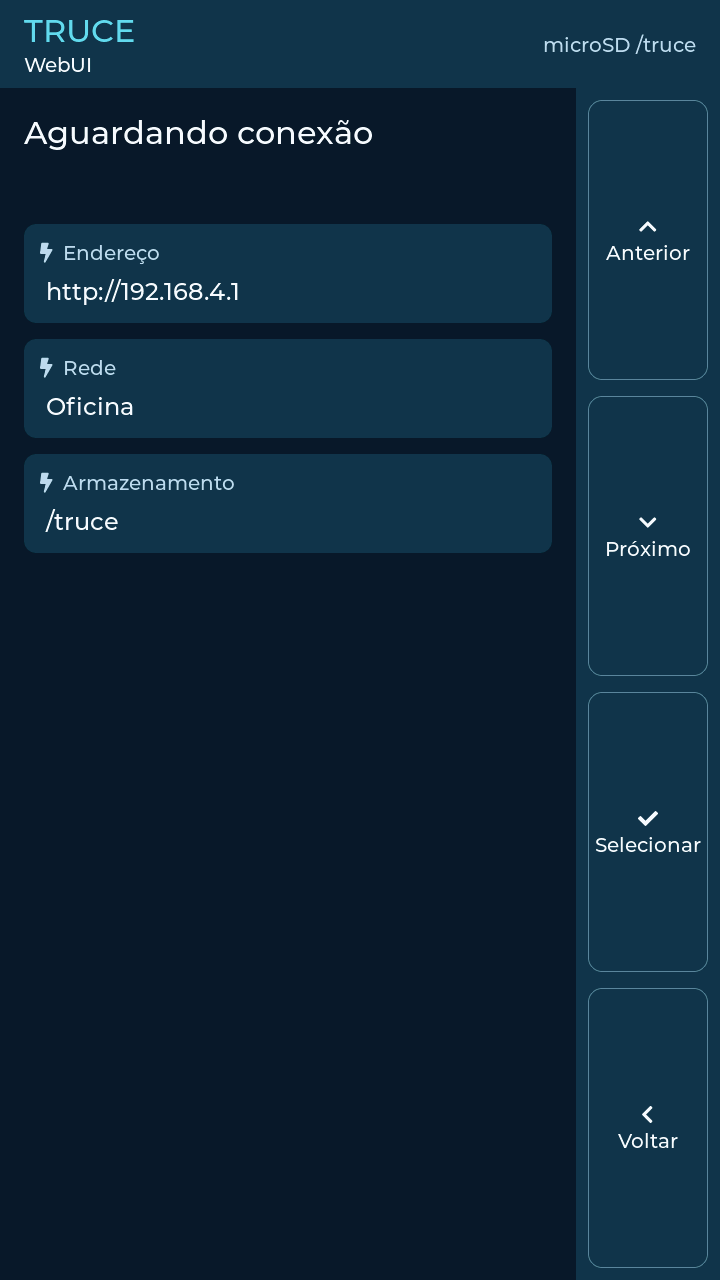 TRUCE
WebUI
microSD /truce
Aguardando conexão
Endereço
http://192.168.4.1
Rede
Oficina
Armazenamento
/truce
Anterior
Próximo
Selecionar
Voltar